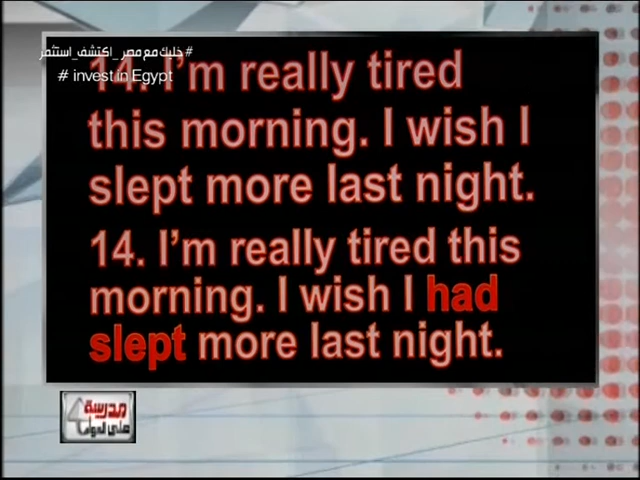 #خليك_مع_مصر_اكتشف_استثمر
# invest in Egypt
14. I'm really tired
this morning. I wish I
slept more last night.
14. I'm really tired this
morning. I wish I had
slept more last night.
مدرسة
على الهواء